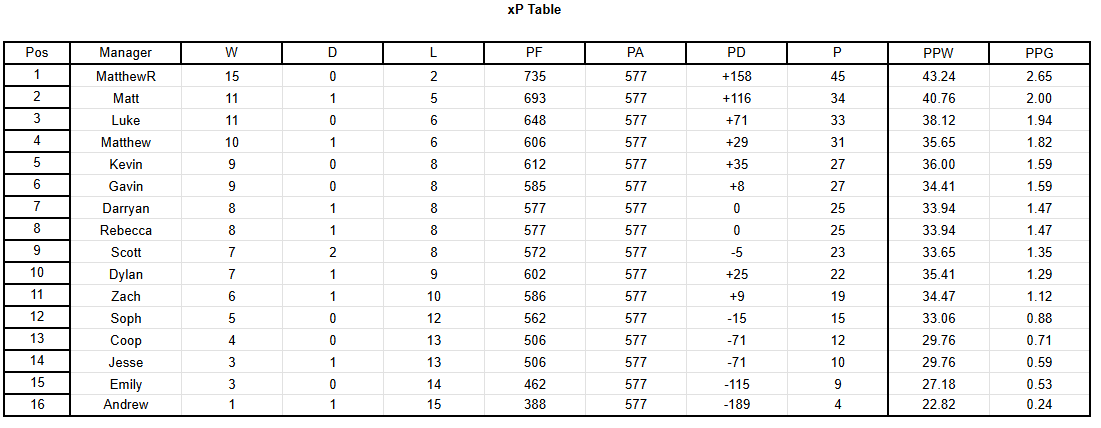 xP Table
Pos Manager W D L PF PA PD P PPW PPG
1 MatthewR 15 0 2 735 577 +158 45 43.24 2.65
2 Matt 11 1 5 693 577 +116 34 40.76 2.00
3 Luke 11 0 6 648 577 +71 33 38.12 1.94
4 Matthew 10 1 6 606 577 +29 31 35.65 1.82
5 Kevin 9 0 8 612 577 +35 27 36.00 1.59
6 Gavin 9 0 8 585 577 +8 27 34.41 1.59
7 Darryan 8 1 8 577 577 0 25 33.94 1.47
8 Rebecca 8 1 8 577 577 0 25 33.94 1.47
9 Scott 7 2 8 572 577 -5 23 33.65 1.35
10 Dylan 7 1 9 602 577 +25 22 35.41 1.29
11 Zach 6 1 10 586 577 +9 19 34.47 1.12
12 Soph 5 0 12 562 577 -15 15 33.06 0.88
13 Coop 4 0 13 506 577 -71 12 29.76 0.71
14 Jesse 3 1 13 506 577 -71 10 29.76 0.59
15 Emily 3 0 14 462 577 -115 9 27.18 0.53
16 Andrew 1 1 15 388 577 -189 4 22.82 0.24